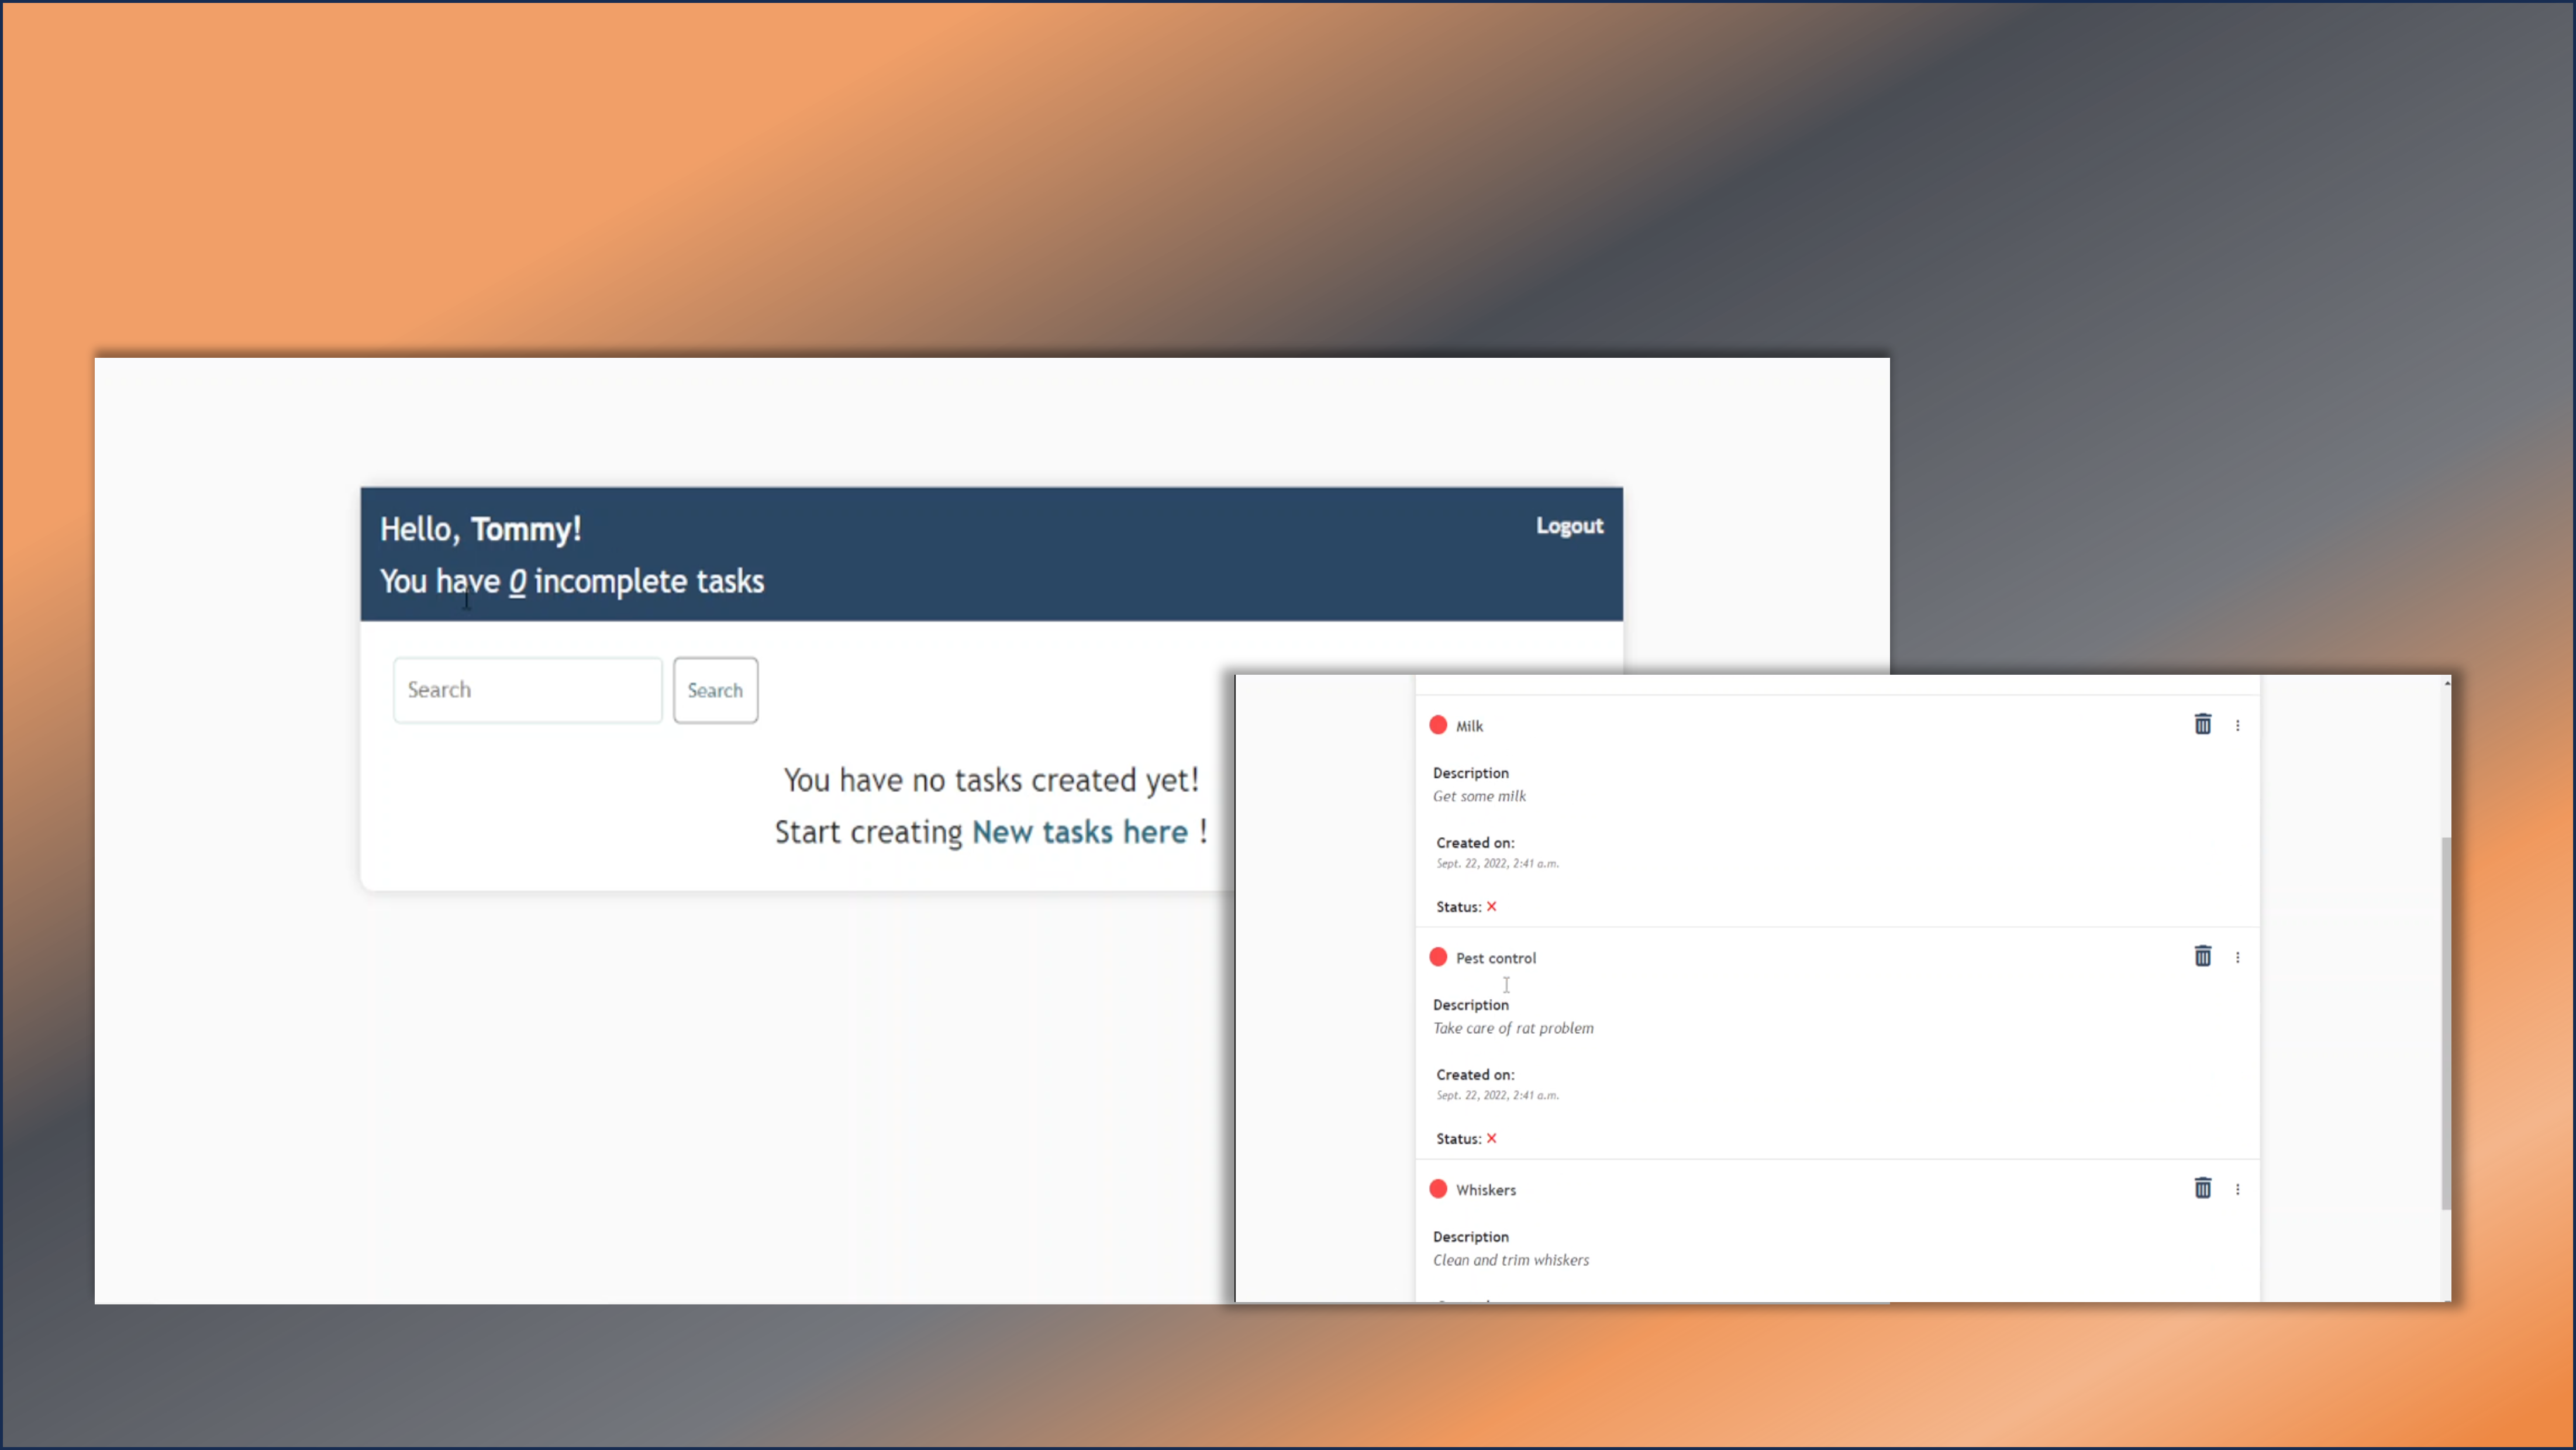 Hello, Tommy!
Logout
You have 0 incomplete tasks
Search
Search
You have no tasks created yet!
Start creating New tasks here !
Milk
Description
Get some milk
Created on:
Sept. 22, 2022, 2:41 a.m.
Status: ×
Pest control
Description
Take care of rat problem
Created on:
Sept. 22, 2022, 2:41 a.m.
Status: ×
Whiskers
Description
Clean and trim whiskers